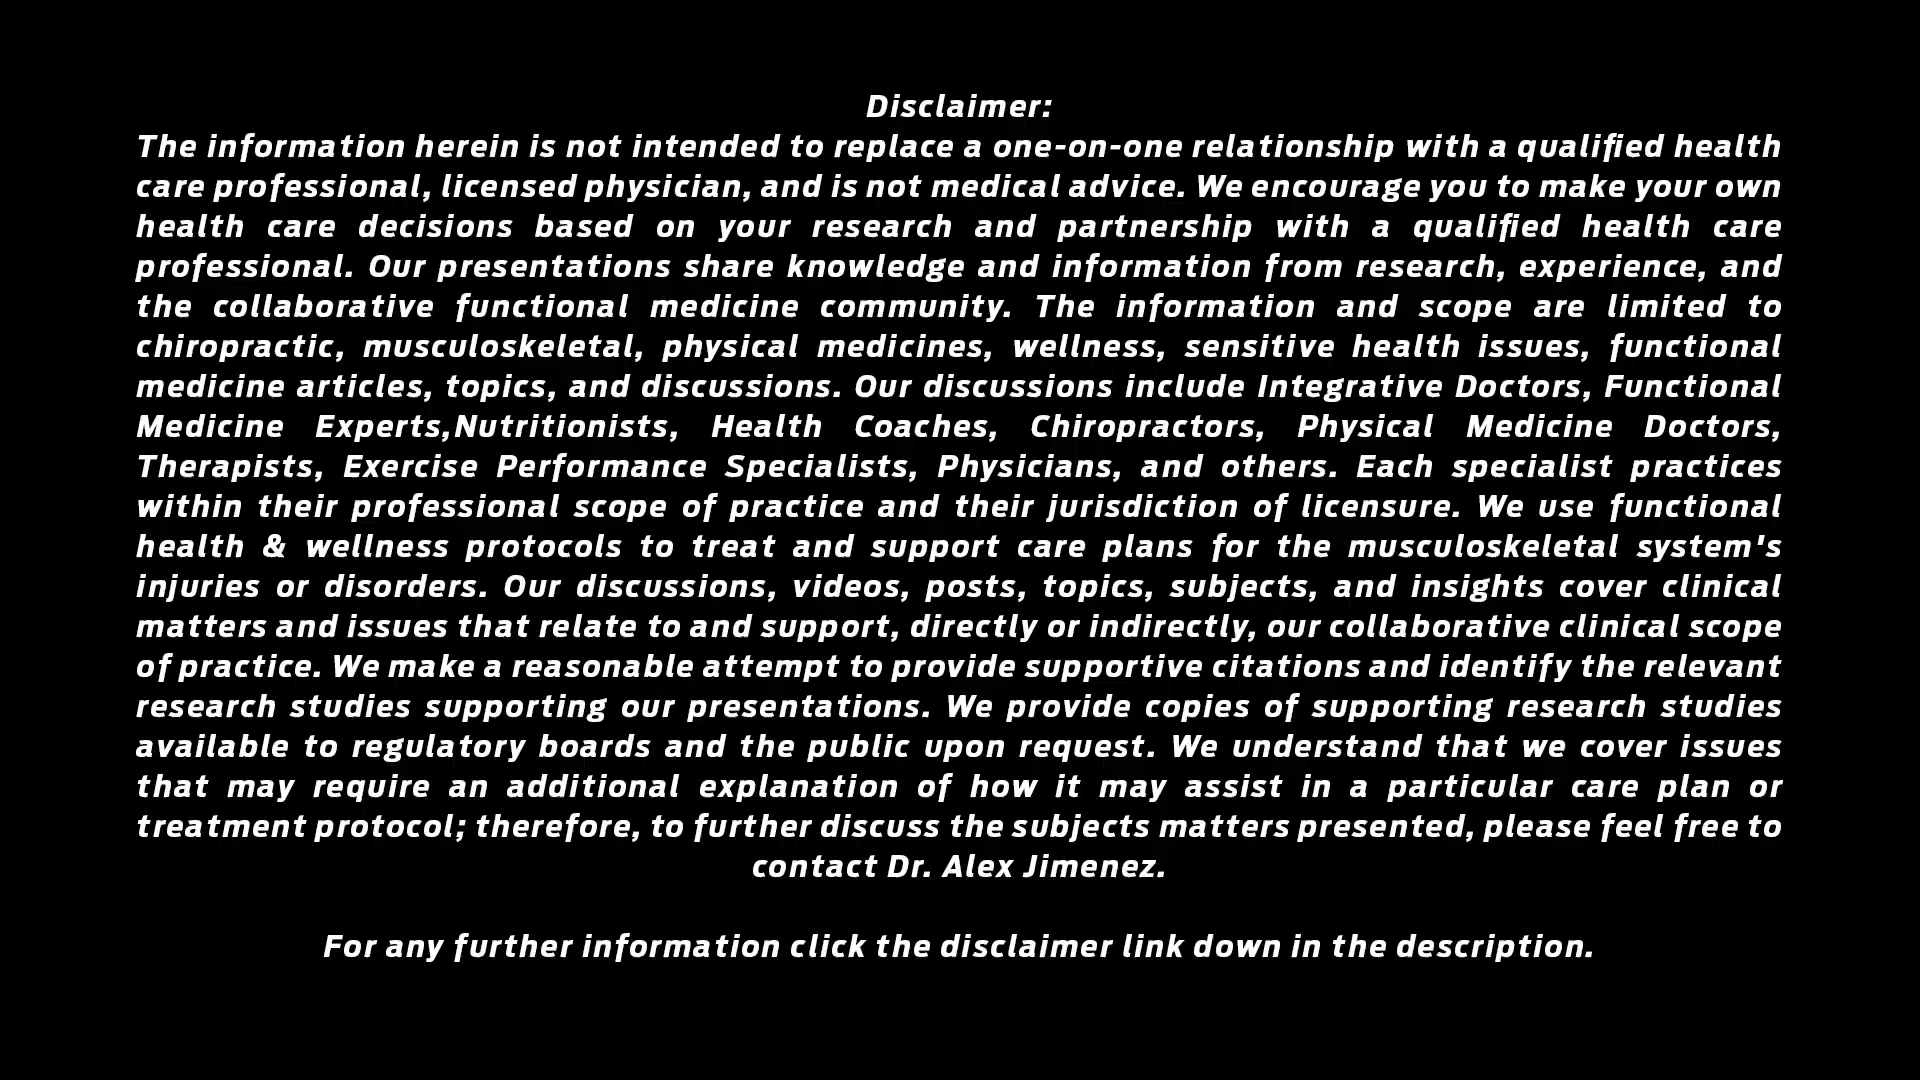 Disclaimer:
The information herein is not intended to replace a one-on-one relationship with a qualified health
care professional, licensed physician, and is not medical advice. We encourage you to make your own
health care decisions based on your research and partnership with a qualified health care
professional. Our presentations share knowledge and information from research, experience, and
the collaborative functional medicine community. The information and scope are limited to
chiropractic, musculoskeletal, physical medicines, wellness, sensitive health issues, functional
medicine articles, topics, and discussions. Our discussions include Integrative Doctors, Functional
Medicine Experts,Nutritionists, Health Coaches, Chiropractors, Physical Medicine Doctors,
Therapists, Exercise Performance Specialists, Physicians, and others. Each specialist practices
within their professional scope of practice and their jurisdiction of licensure. We use functional
health & wellness protocols to treat and support care plans for the musculoskeletal system's
injuries or disorders. Our discussions, videos, posts, topics, subjects, and insights cover clinical
matters and issues that relate to and support, directly or indirectly, our collaborative clinical scope
of practice. We make a reasonable attempt to provide supportive citations and identify the relevant
research studies supporting our presentations. We provide copies of supporting research studies
available to regulatory boards and the public upon request. We understand that we cover issues
that may require an additional explanation of how it may assist in a particular care plan or
treatment protocol; therefore, to further discuss the subjects matters presented, please feel free to
contact Dr. Alex Jimenez.
For any further information click the disclaimer link down in the description.